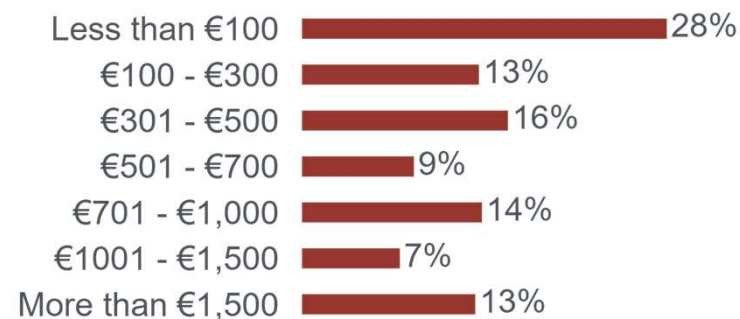 Less than €100 28%
€100 - €300 13%
€301 - €500 16%
€501 - €700 9%
€701 - €1,000 14%
€1001 - €1,500 7%
More than €1,500 13%